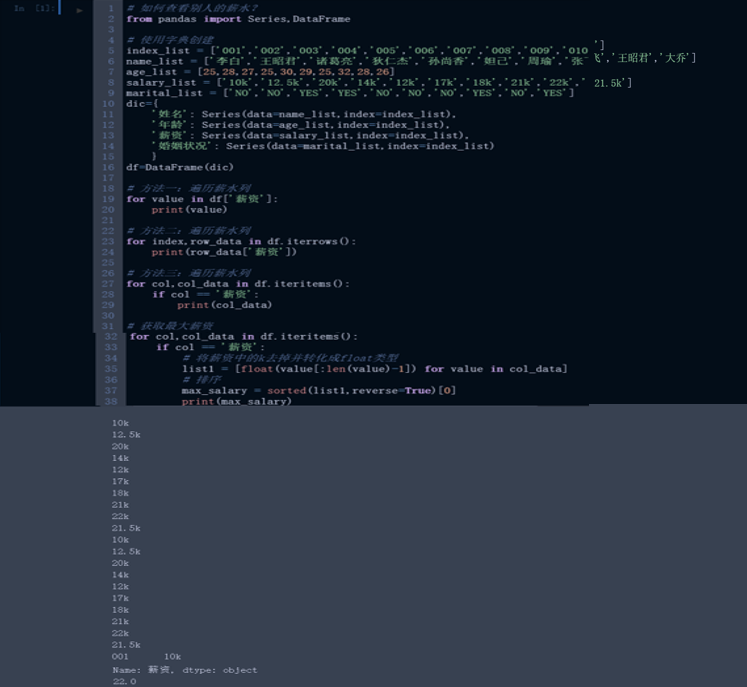 In [1]:
1 # 如何查看别人的薪水？
2 from pandas import Series,DataFrame
3
4 # 使用字典创建
5 index_list = ['001','002','003','004','005','006','007','008','009','010']
6 name_list = ['李白','王昭君','诸葛亮','狄仁杰','孙尚香','妲己','周瑜','张飞','王昭君','大乔']
7 age_list = [25,28,27,25,30,29,25,32,28,26]
8 salary_list = ['10k','12.5k','20k','14k','12k','17k','18k','21k','22k','21.5k']
9 marital_list = ['NO','NO','YES','YES','NO','NO','NO','YES','NO','YES']
10 dic={
11     '姓名': Series(data=name_list,index=index_list),
12     '年龄': Series(data=age_list,index=index_list),
13     '薪资': Series(data=salary_list,index=index_list),
14     '婚姻状况': Series(data=marital_list,index=index_list)
15     }
16 df=DataFrame(dic)
17
18 # 方法一：遍历薪水列
19 for value in df['薪资']:
20     print(value)
21
22 # 方法二：遍历薪水列
23 for index,row_data in df.iterrows():
24     print(row_data['薪资'])
25
26 # 方法三：遍历薪水列
27 for col,col_data in df.iteritems():
28     if col == '薪资':
29         print(col_data)
30
31 # 获取最大薪资
32 for col,col_data in df.iteritems():
33     if col == '薪资':
34         # 将薪资中的k去掉并转化成float类型
35         list1 = [float(value[:len(value)-1]) for value in col_data]
36         # 排序
37         max_salary = sorted(list1,reverse=True)[0]
38         print(max_salary)
10k
12.5k
20k
14k
12k
17k
18k
21k
22k
21.5k
10k
12.5k
20k
14k
12k
17k
18k
21k
22k
21.5k
001      10k
Name: 薪资, dtype: object
22.0